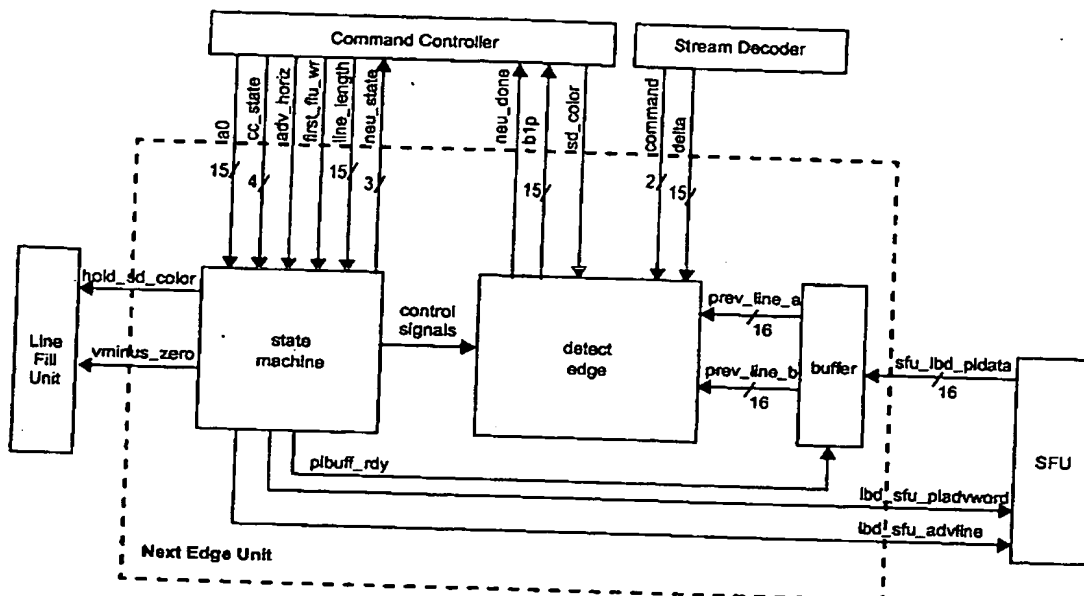 Command Controller
Stream Decoder
a0
cc_state
adv_horiz
first_flu_wr
line_length
neu_state
neu_done
b1p
sd_color
command
delta
15
4
15
3
15
2
15
hold_sd_color
vminus_zero
Line
Fill
Unit
state
machine
control
signals
detect
edge
prev_line_a
16
prev_line_b
16
buffer
sfu_lbd_pldata
16
SFU
plbuff_rdy
lbd_sfu_pladvword
lbd_sfu_advline
Next Edge Unit